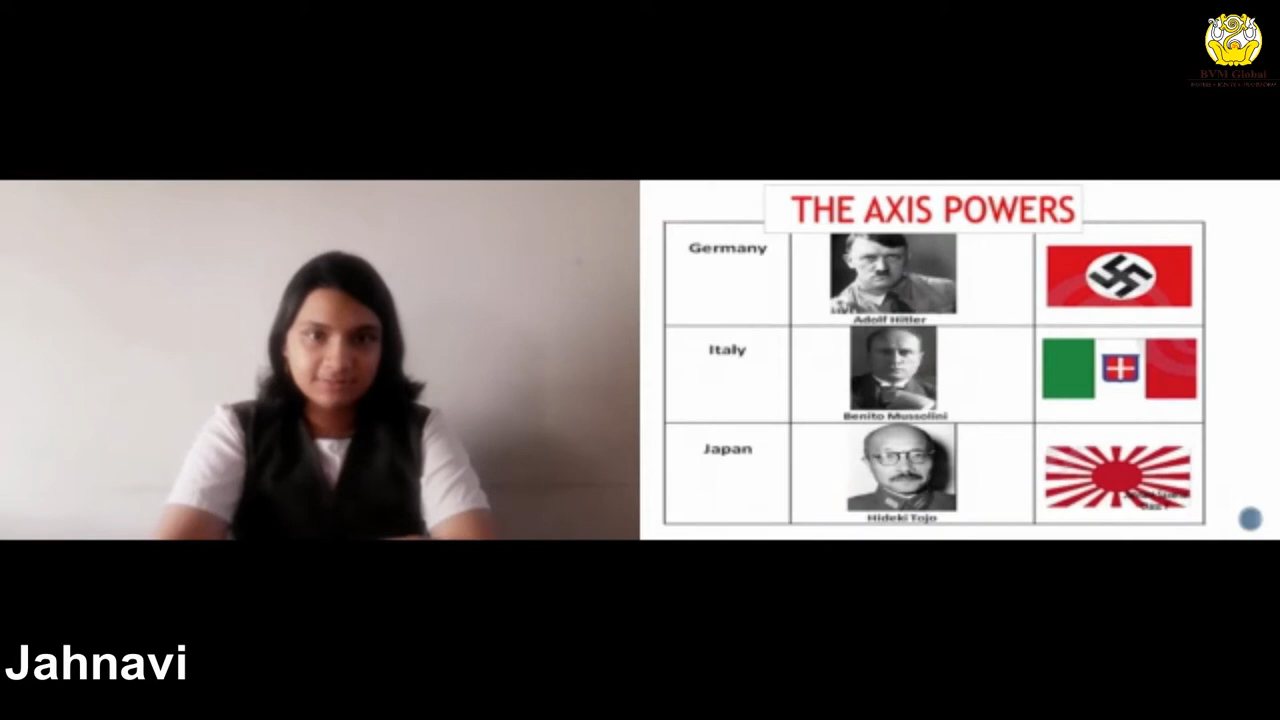 BVM Global
THE AXIS POWERS
Germany
Adolf Hitler
Italy
Benito Mussolini
Japan
Hideki Tojo
Jahnavi